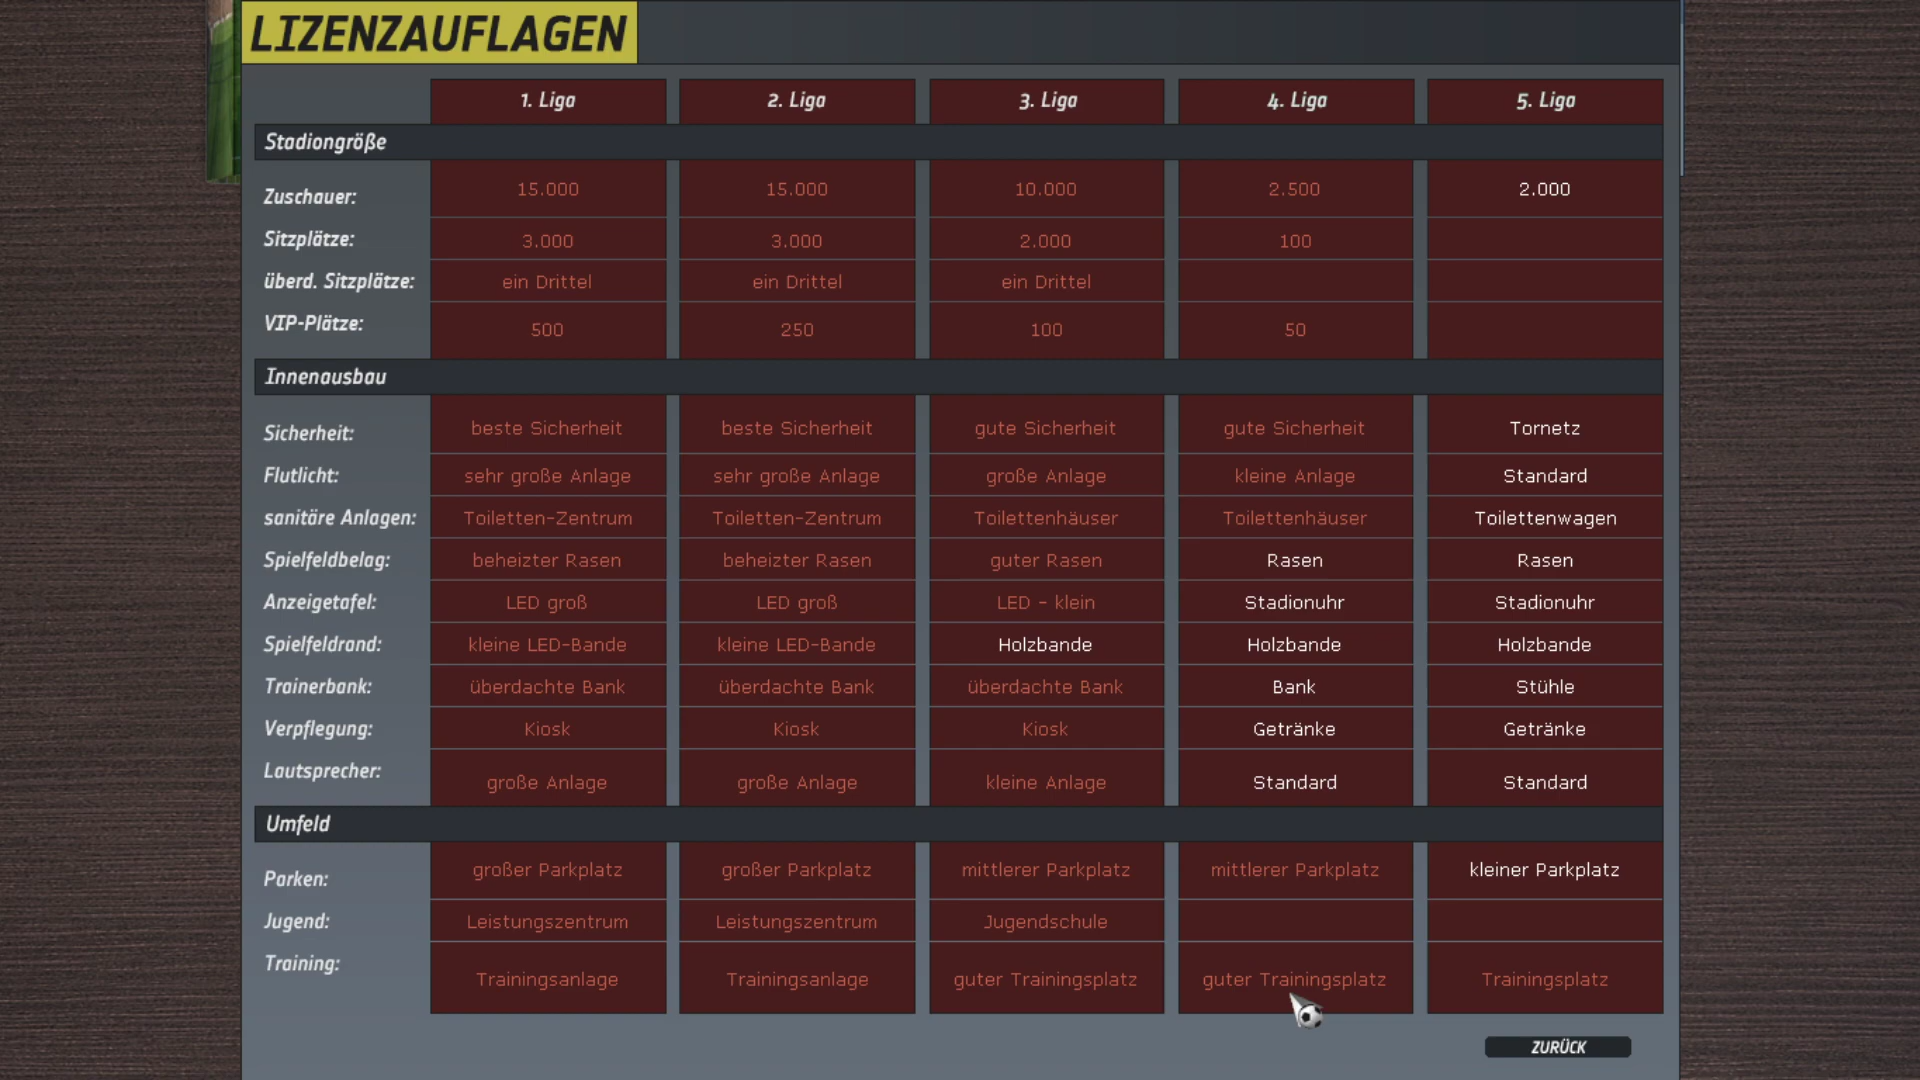 LIZENZAUFLAGEN
1. Liga 2. Liga 3. Liga 4. Liga 5. Liga
Stadiongröße
Zuschauer: 15.000 15.000 10.000 2.500 2.000
Sitzplätze: 3.000 3.000 2.000 100
überd. Sitzplätze: ein Drittel ein Drittel ein Drittel
VIP-Plätze: 500 250 100 50
Innenausbau
Sicherheit: beste Sicherheit beste Sicherheit gute Sicherheit gute Sicherheit Tornetz
Flutlicht: sehr große Anlage sehr große Anlage große Anlage kleine Anlage Standard
sanitäre Anlagen: Toiletten-Zentrum Toiletten-Zentrum Toilettenhäuser Toilettenhäuser Toilettenwagen
Spielfeldbelag: beheizter Rasen beheizter Rasen guter Rasen Rasen Rasen
Anzeigetafel: LED groß LED groß LED - klein Stadionuhr Stadionuhr
Spielfeldrand: kleine LED-Bande kleine LED-Bande Holzbande Holzbande Holzbande
Trainerbank: überdachte Bank überdachte Bank überdachte Bank Bank Stühle
Verpflegung: Kiosk Kiosk Kiosk Getränke Getränke
Lautsprecher: große Anlage große Anlage kleine Anlage Standard Standard
Umfeld
Parken: großer Parkplatz großer Parkplatz mittlerer Parkplatz mittlerer Parkplatz kleiner Parkplatz
Jugend: Leistungszentrum Leistungszentrum Jugendschule
Training: Trainingsanlage Trainingsanlage guter Trainingsplatz guter Trainingsplatz Trainingsplatz
ZURÜCK